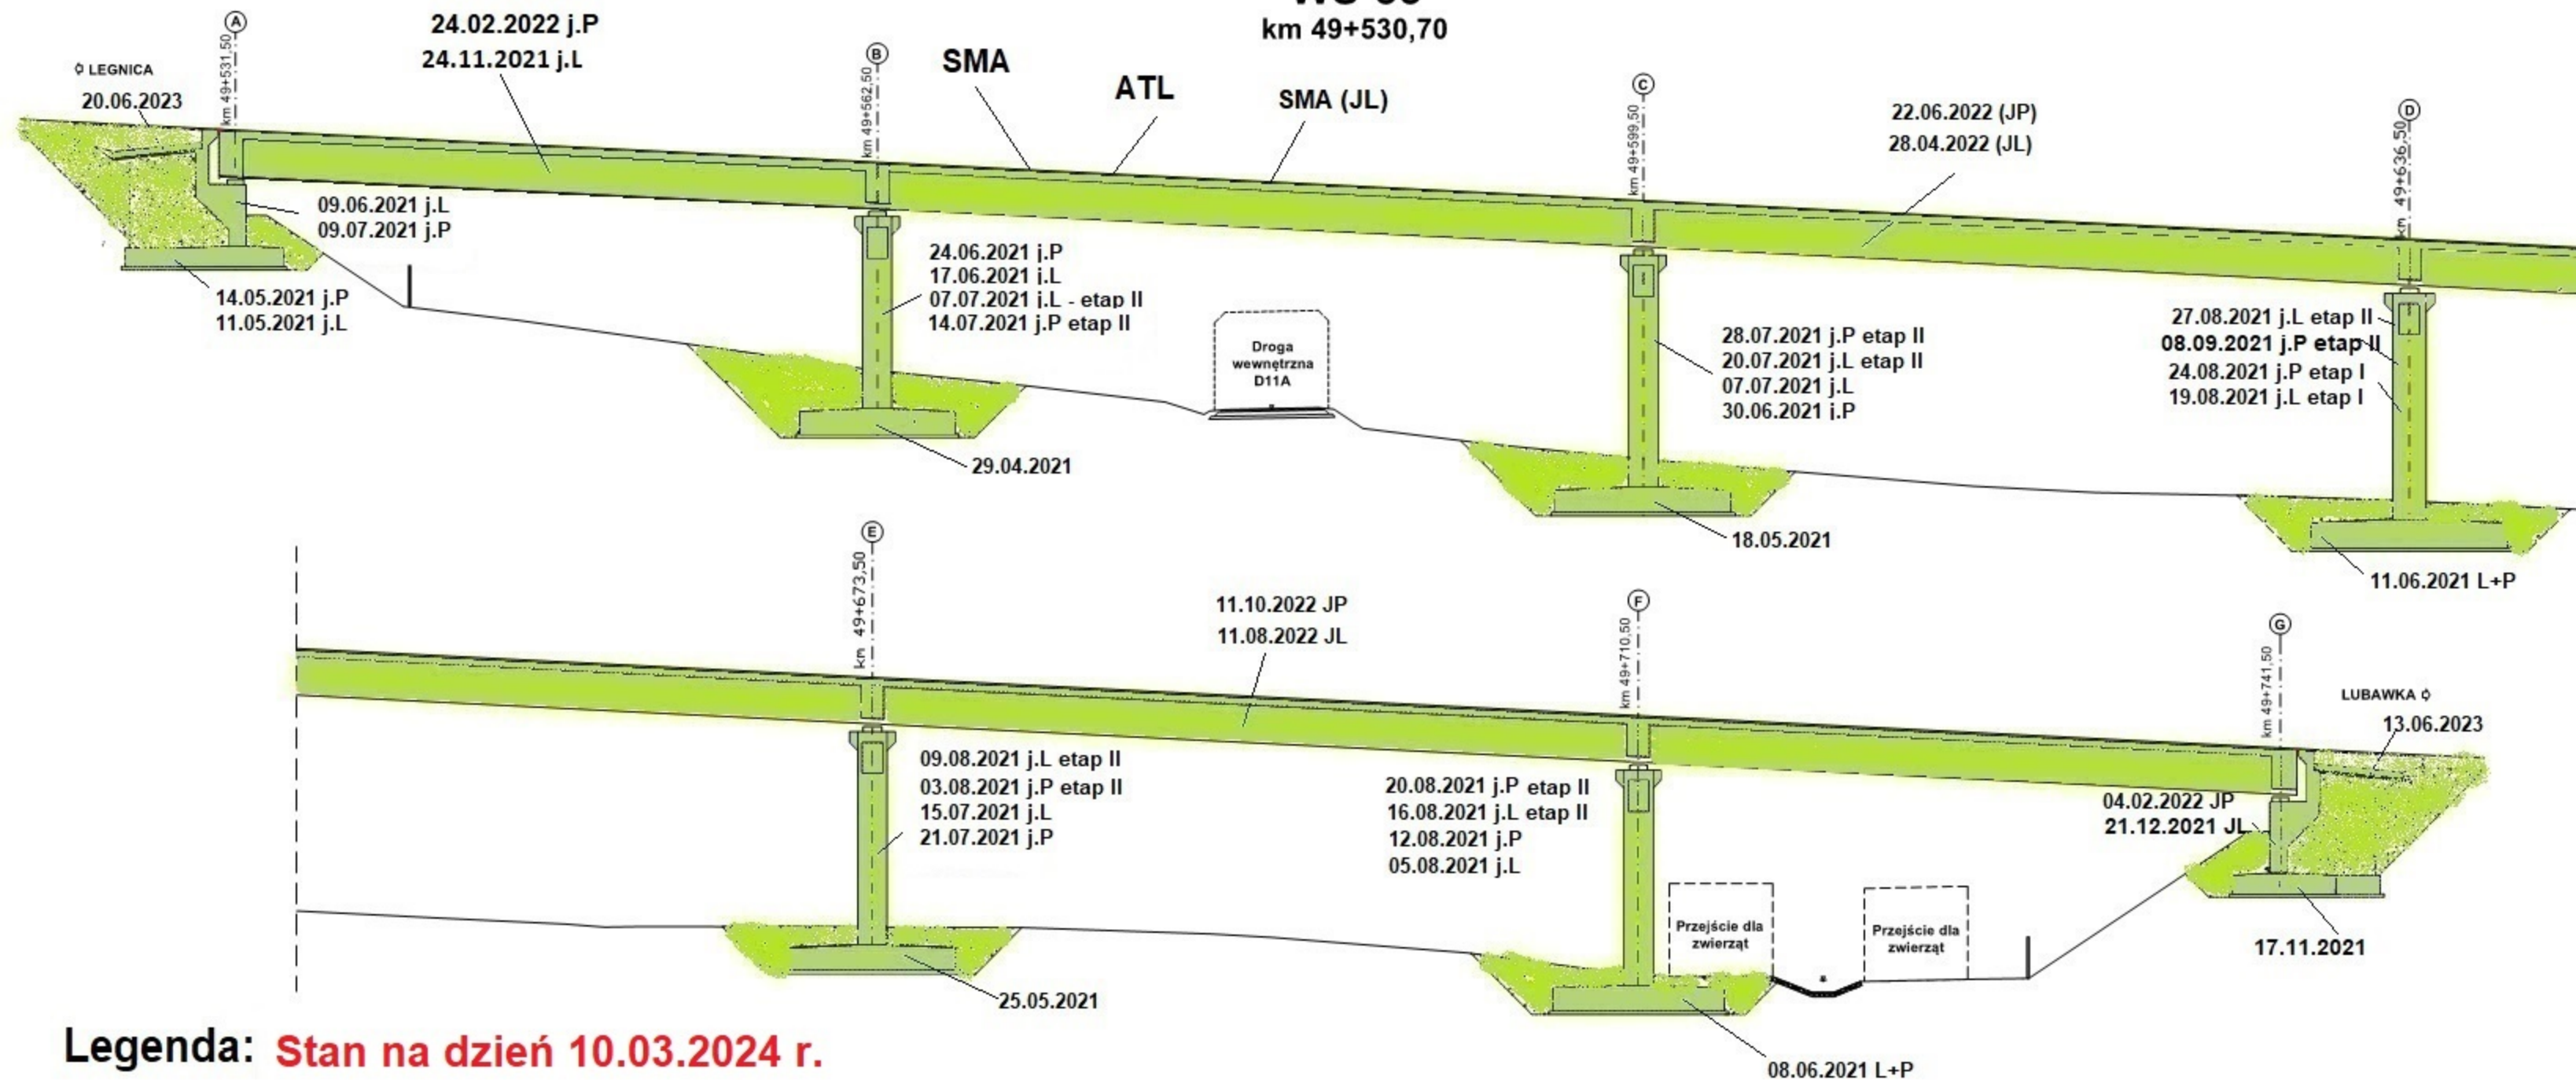 km 49+530,70
A
km 49+531,50
LEGNICA
20.06.2023
24.02.2022 j.P
24.11.2021 j.L
B
km 49+562,50
SMA
ATL
SMA (JL)
C
km 49+599,50
22.06.2022 (JP)
28.04.2022 (JL)
D
km 49+636,50
09.06.2021 j.L
09.07.2021 j.P
14.05.2021 j.P
11.05.2021 j.L
24.06.2021 j.P
17.06.2021 j.L
07.07.2021 j.L - etap II
14.07.2021 j.P etap II
29.04.2021
Droga
wewnętrzna
D11A
28.07.2021 j.P etap II
20.07.2021 j.L etap II
07.07.2021 j.L
30.06.2021 j.P
18.05.2021
27.08.2021 j.L etap II
08.09.2021 j.P etap II
24.08.2021 j.P etap I
19.08.2021 j.L etap I
11.06.2021 L+P
E
km 49+673,50
11.10.2022 JP
11.08.2022 JL
F
km 49+710,50
G
km 49+741,50
LUBAWKA
13.06.2023
09.08.2021 j.L etap II
03.08.2021 j.P etap II
15.07.2021 j.L
21.07.2021 j.P
25.05.2021
20.08.2021 j.P etap II
16.08.2021 j.L etap II
12.08.2021 j.P
05.08.2021 j.L
Przejście dla
zwierząt
Przejście dla
zwierząt
04.02.2022 JP
21.12.2021 JL
17.11.2021
08.06.2021 L+P
Legenda: Stan na dzień 10.03.2024 r.